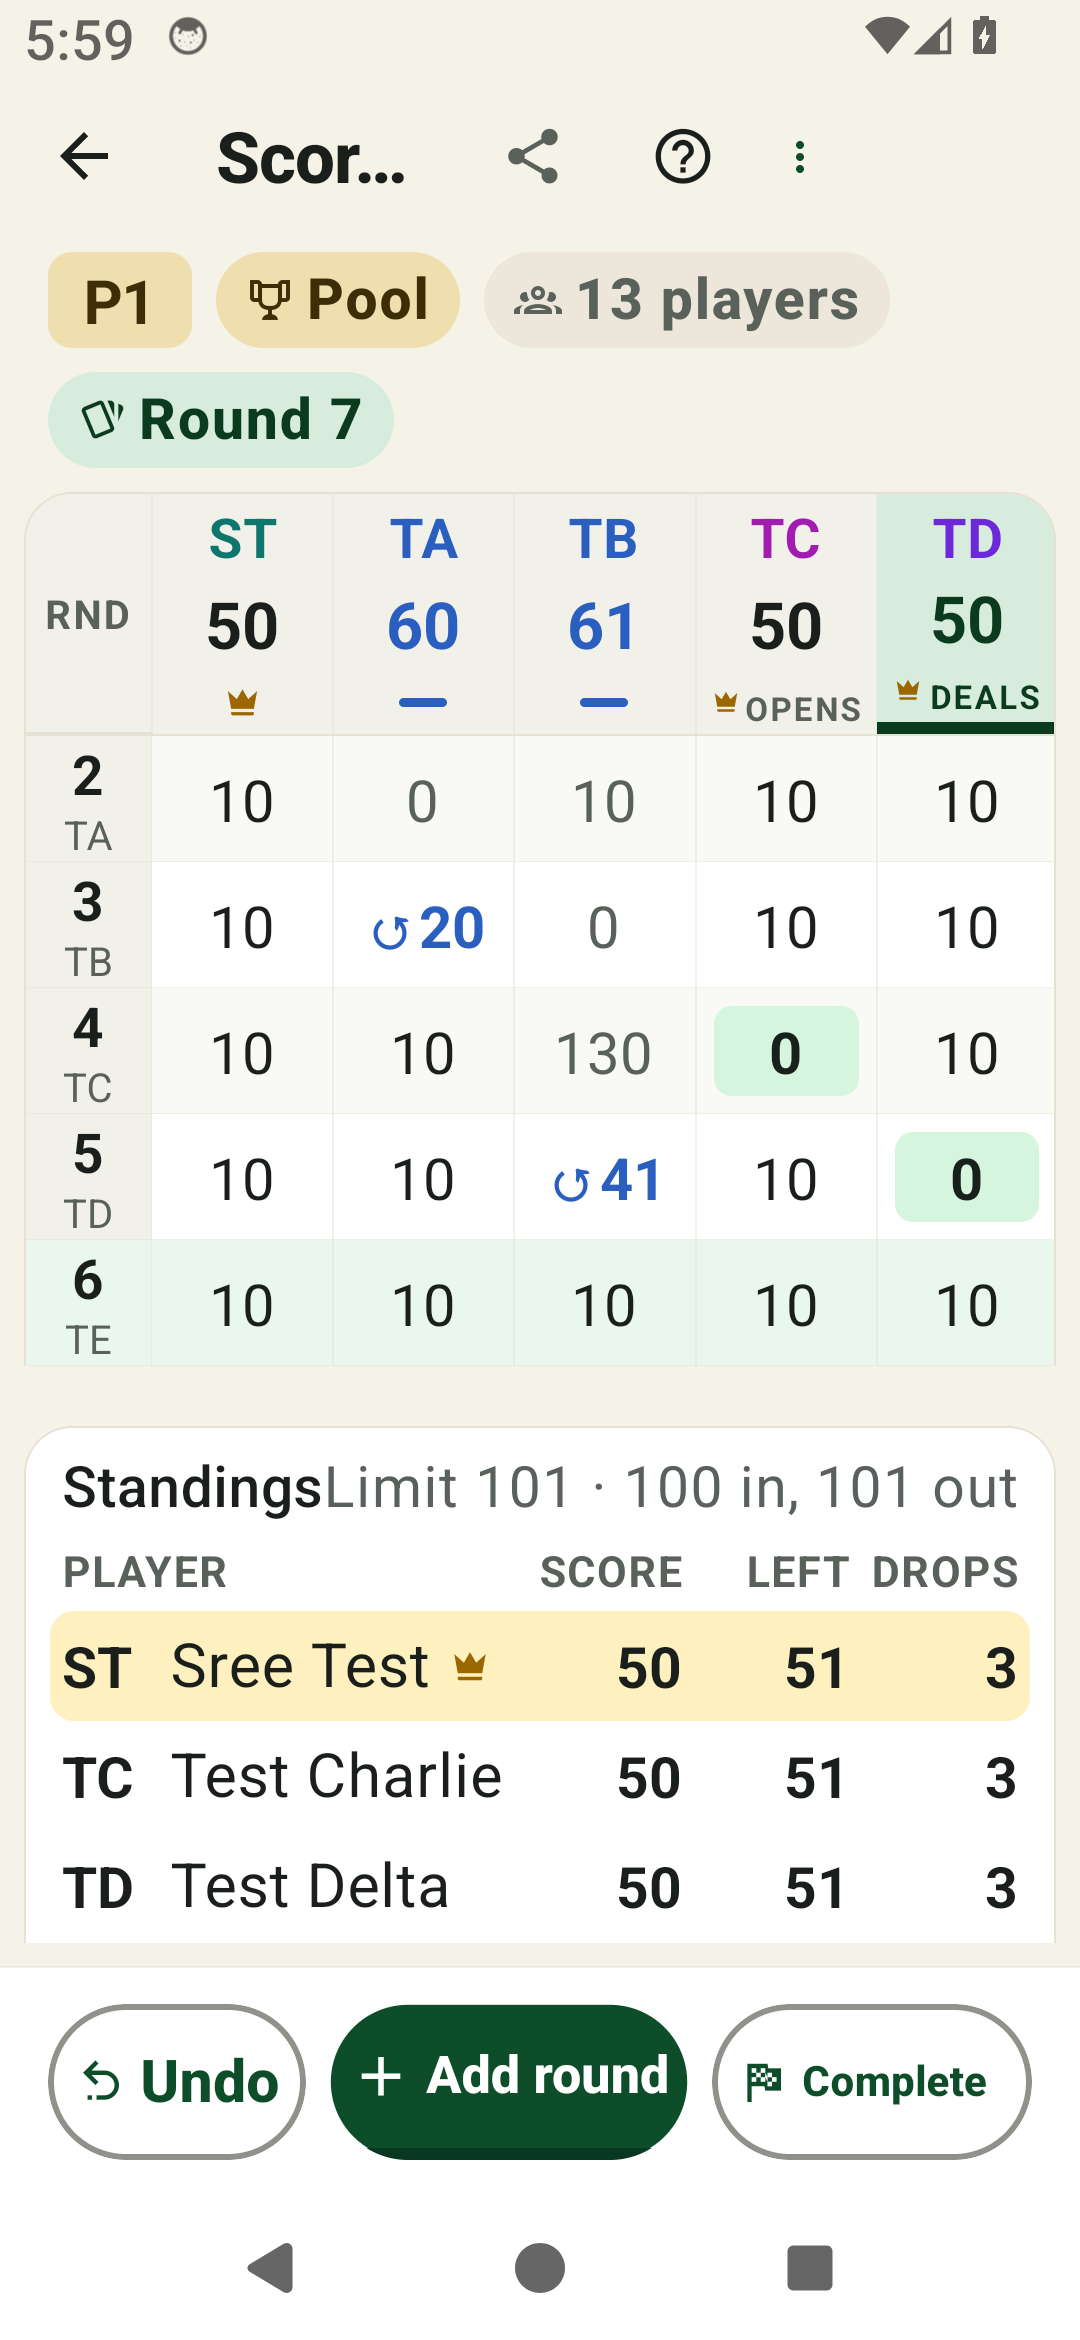 5:59
Scor...
P1 Pool 13 players
Round 7
RND ST TA TB TC TD
50 60 61 50 50
OPENS DEALS
2 10 0 10 10 10
TA
3 10 20 0 10 10
TB
4 10 10 130 0 10
TC
5 10 10 41 10 0
TD
6 10 10 10 10 10
TE
Standings Limit 101 · 100 in, 101 out
PLAYER SCORE LEFT DROPS
ST Sree Test 50 51 3
TC Test Charlie 50 51 3
TD Test Delta 50 51 3
Undo Add round Complete